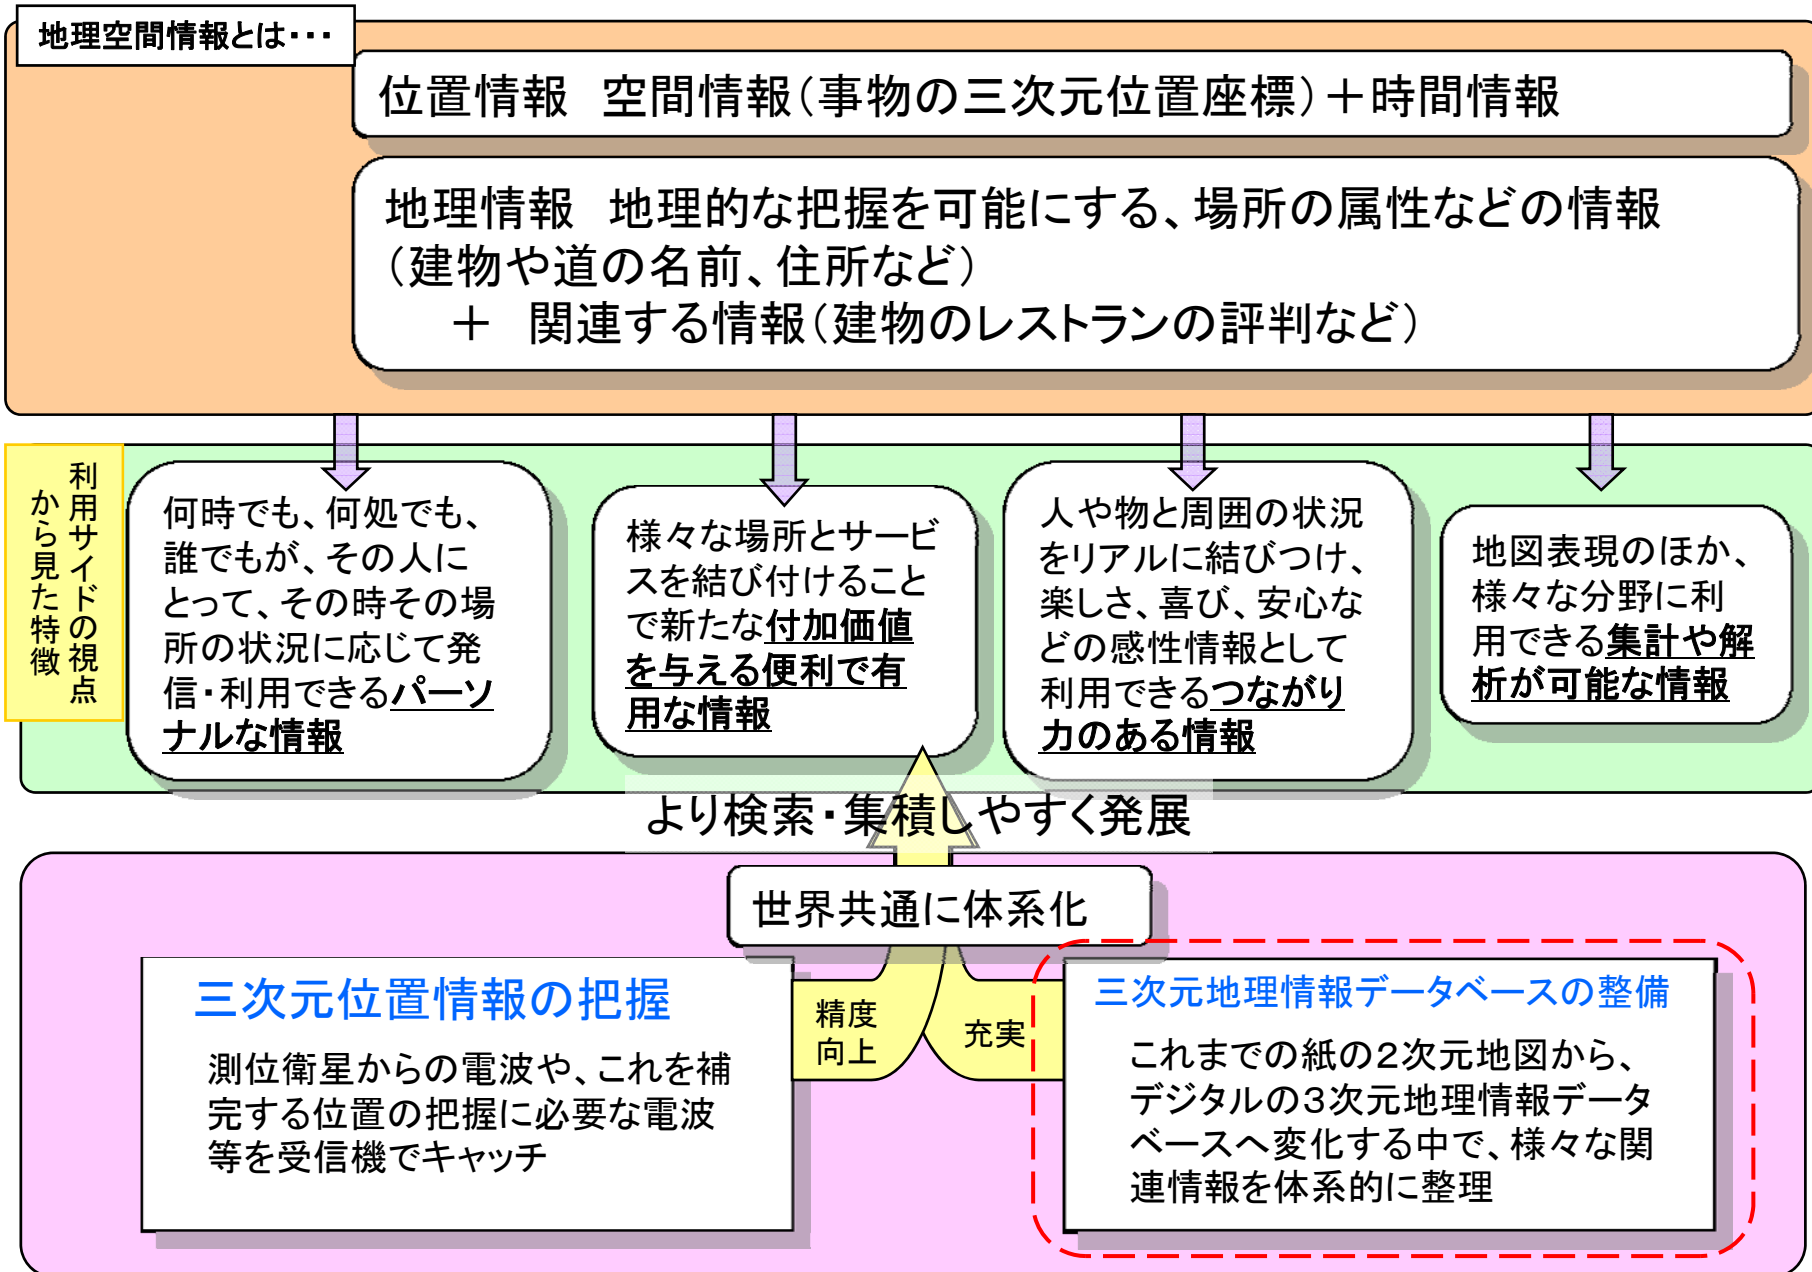 地理空間情報とは・・・
位置情報　空間情報（事物の三次元位置座標）＋時間情報
地理情報　地理的な把握を可能にする、場所の属性などの情報
（建物や道の名前、住所など）
＋　関連する情報（建物のレストランの評判など）
利用サイドの視点
から見た特徴
何時でも、何処でも、
誰でもが、その人に
とって、その時その場
所の状況に応じて発
信・利用できるパーソ
ナルな情報
様々な場所とサービ
スを結び付けること
で新たな付加価値
を与える便利で有
用な情報
人や物と周囲の状況
をリアルに結びつけ、
楽しさ、喜び、安心な
どの感性情報として
利用できるつながり
力のある情報
地図表現のほか、
様々な分野に利
用できる集計や解
析が可能な情報
より検索・集積しやすく発展
世界共通に体系化
三次元位置情報の把握
測位衛星からの電波や、これを補
完する位置の把握に必要な電波
等を受信機でキャッチ
精度
向上
充実
三次元地理情報データベースの整備
これまでの紙の２次元地図から、
デジタルの３次元地理情報データ
ベースへ変化する中で、様々な関
連情報を体系的に整理